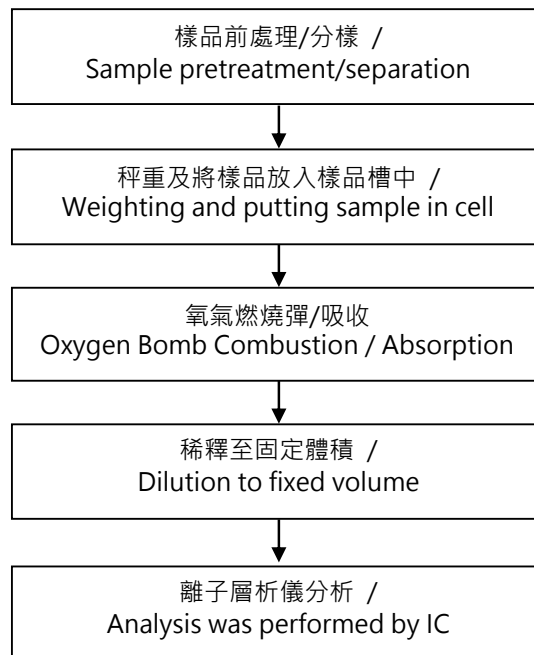 樣品前處理/分樣 /
Sample pretreatment/separation
秤重及將樣品放入樣品槽中 /
Weighting and putting sample in cell
氧氣燃燒彈/吸收
Oxygen Bomb Combustion / Absorption
稀釋至固定體積 /
Dilution to fixed volume
離子層析儀分析 /
Analysis was performed by IC